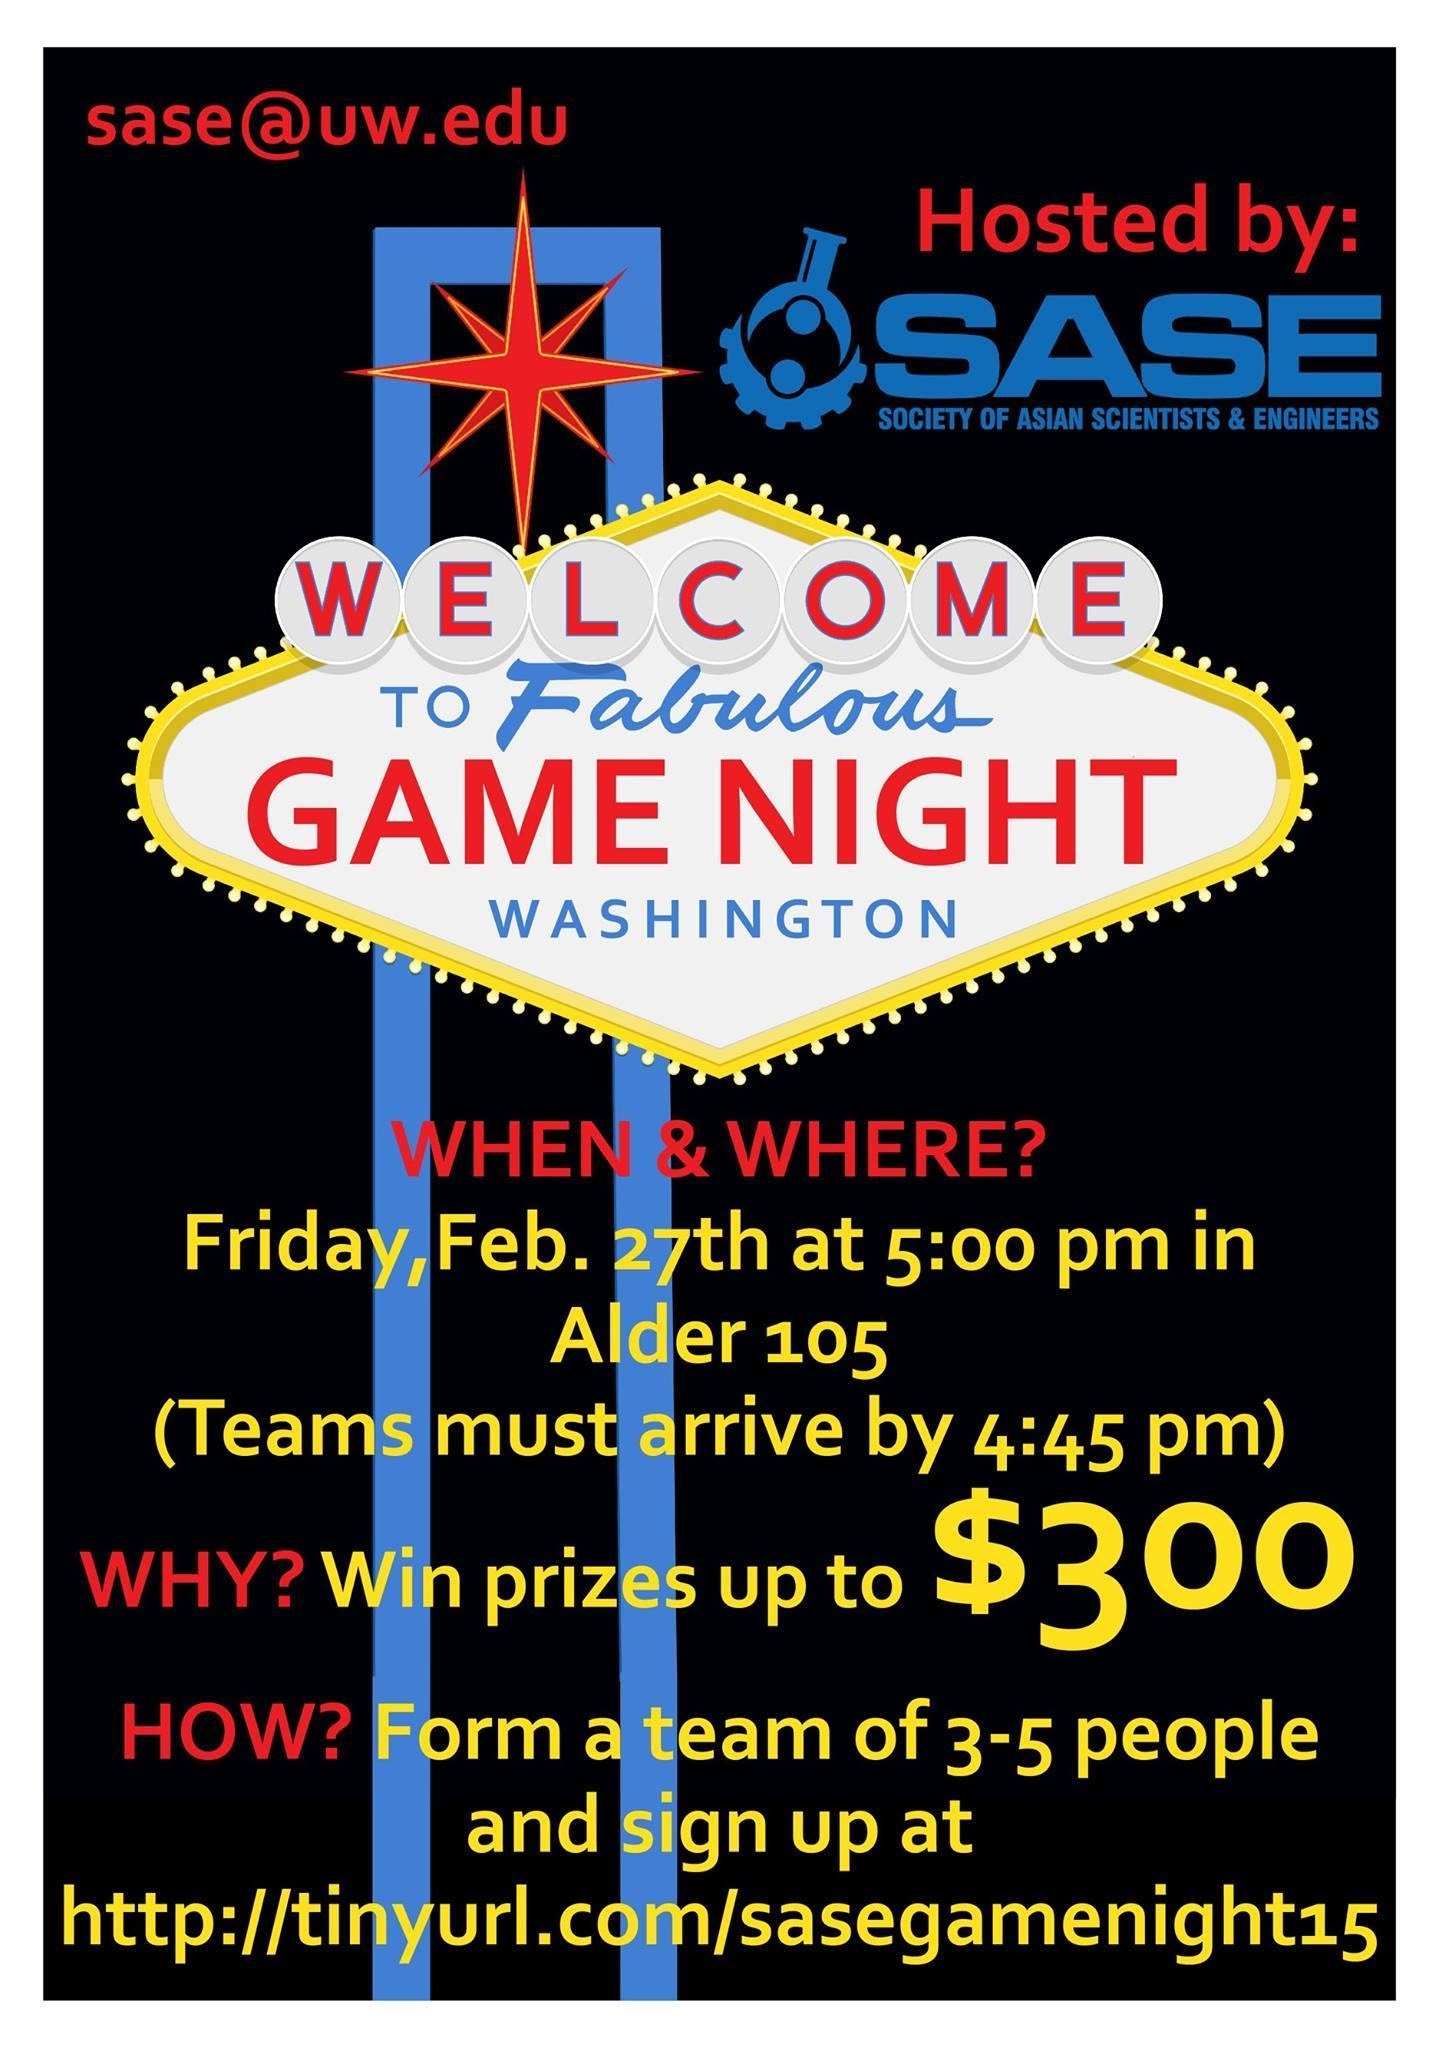 sase@uw.edu
Hosted by:
SASE
SOCIETY OF ASIAN SCIENTISTS & ENGINEERS
WELCOME
TO Fabulous
GAME NIGHT
WASHINGTON
WHEN & WHERE?
Friday, Feb. 27th at 5:00 pm in
Alder 105
(Teams must arrive by 4:45 pm)
WHY? Win prizes up to $300
HOW? Form a team of 3-5 people
and sign up at
http://tinyurl.com/sasegamenight15